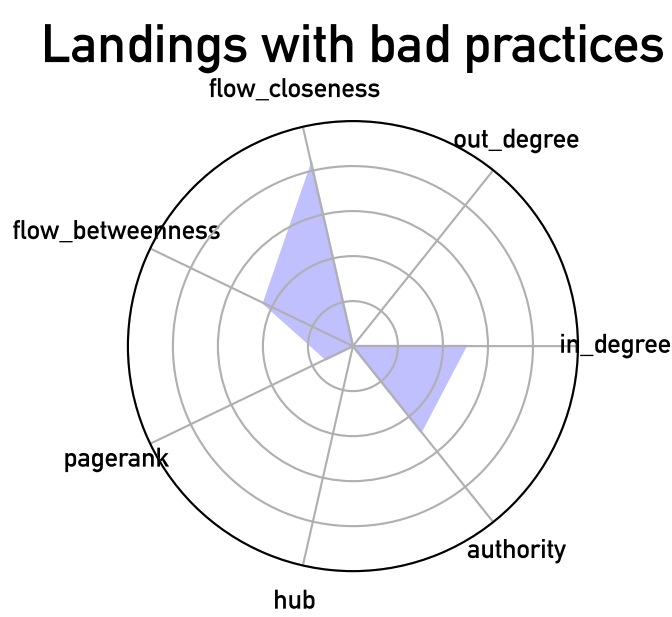 Landings with bad practices
flow_closeness
out_degree
flow_betweenness
in_degree
pagerank
authority
hub